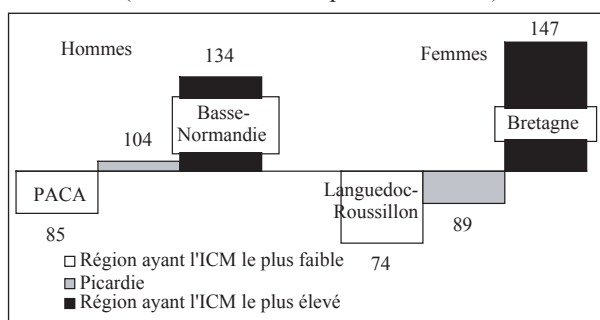 Hommes
134
Femmes
147
Basse-
Normandie
Bretagne
104
PACA
Languedoc-
Roussillon
85
89
74
Région ayant l'ICM le plus faible
Picardie
Région ayant l'ICM le plus élevé